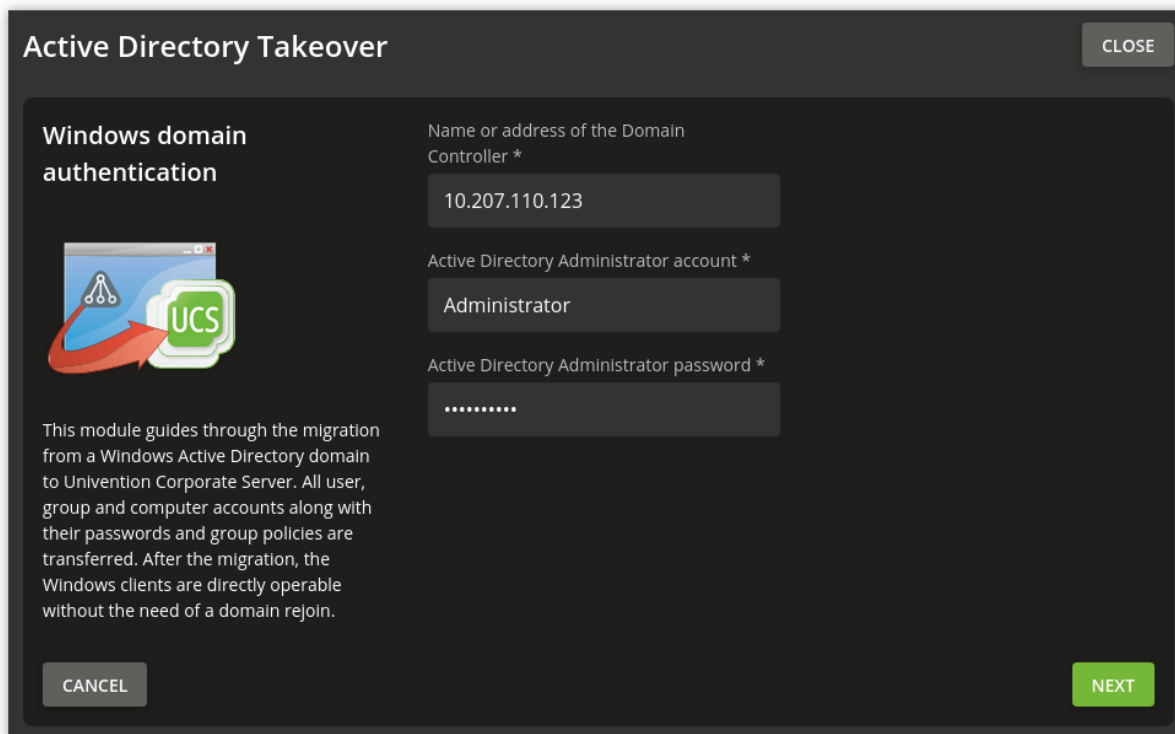 Active Directory Takeover
CLOSE
Windows domain
authentication
UCS
This module guides through the migration
from a Windows Active Directory domain
to Univention Corporate Server. All user,
group and computer accounts along with
their passwords and group policies are
transferred. After the migration, the
Windows clients are directly operable
without the need of a domain rejoin.
Name or address of the Domain
Controller *
10.207.110.123
Active Directory Administrator account *
Administrator
Active Directory Administrator password *
••••••••••
CANCEL
NEXT